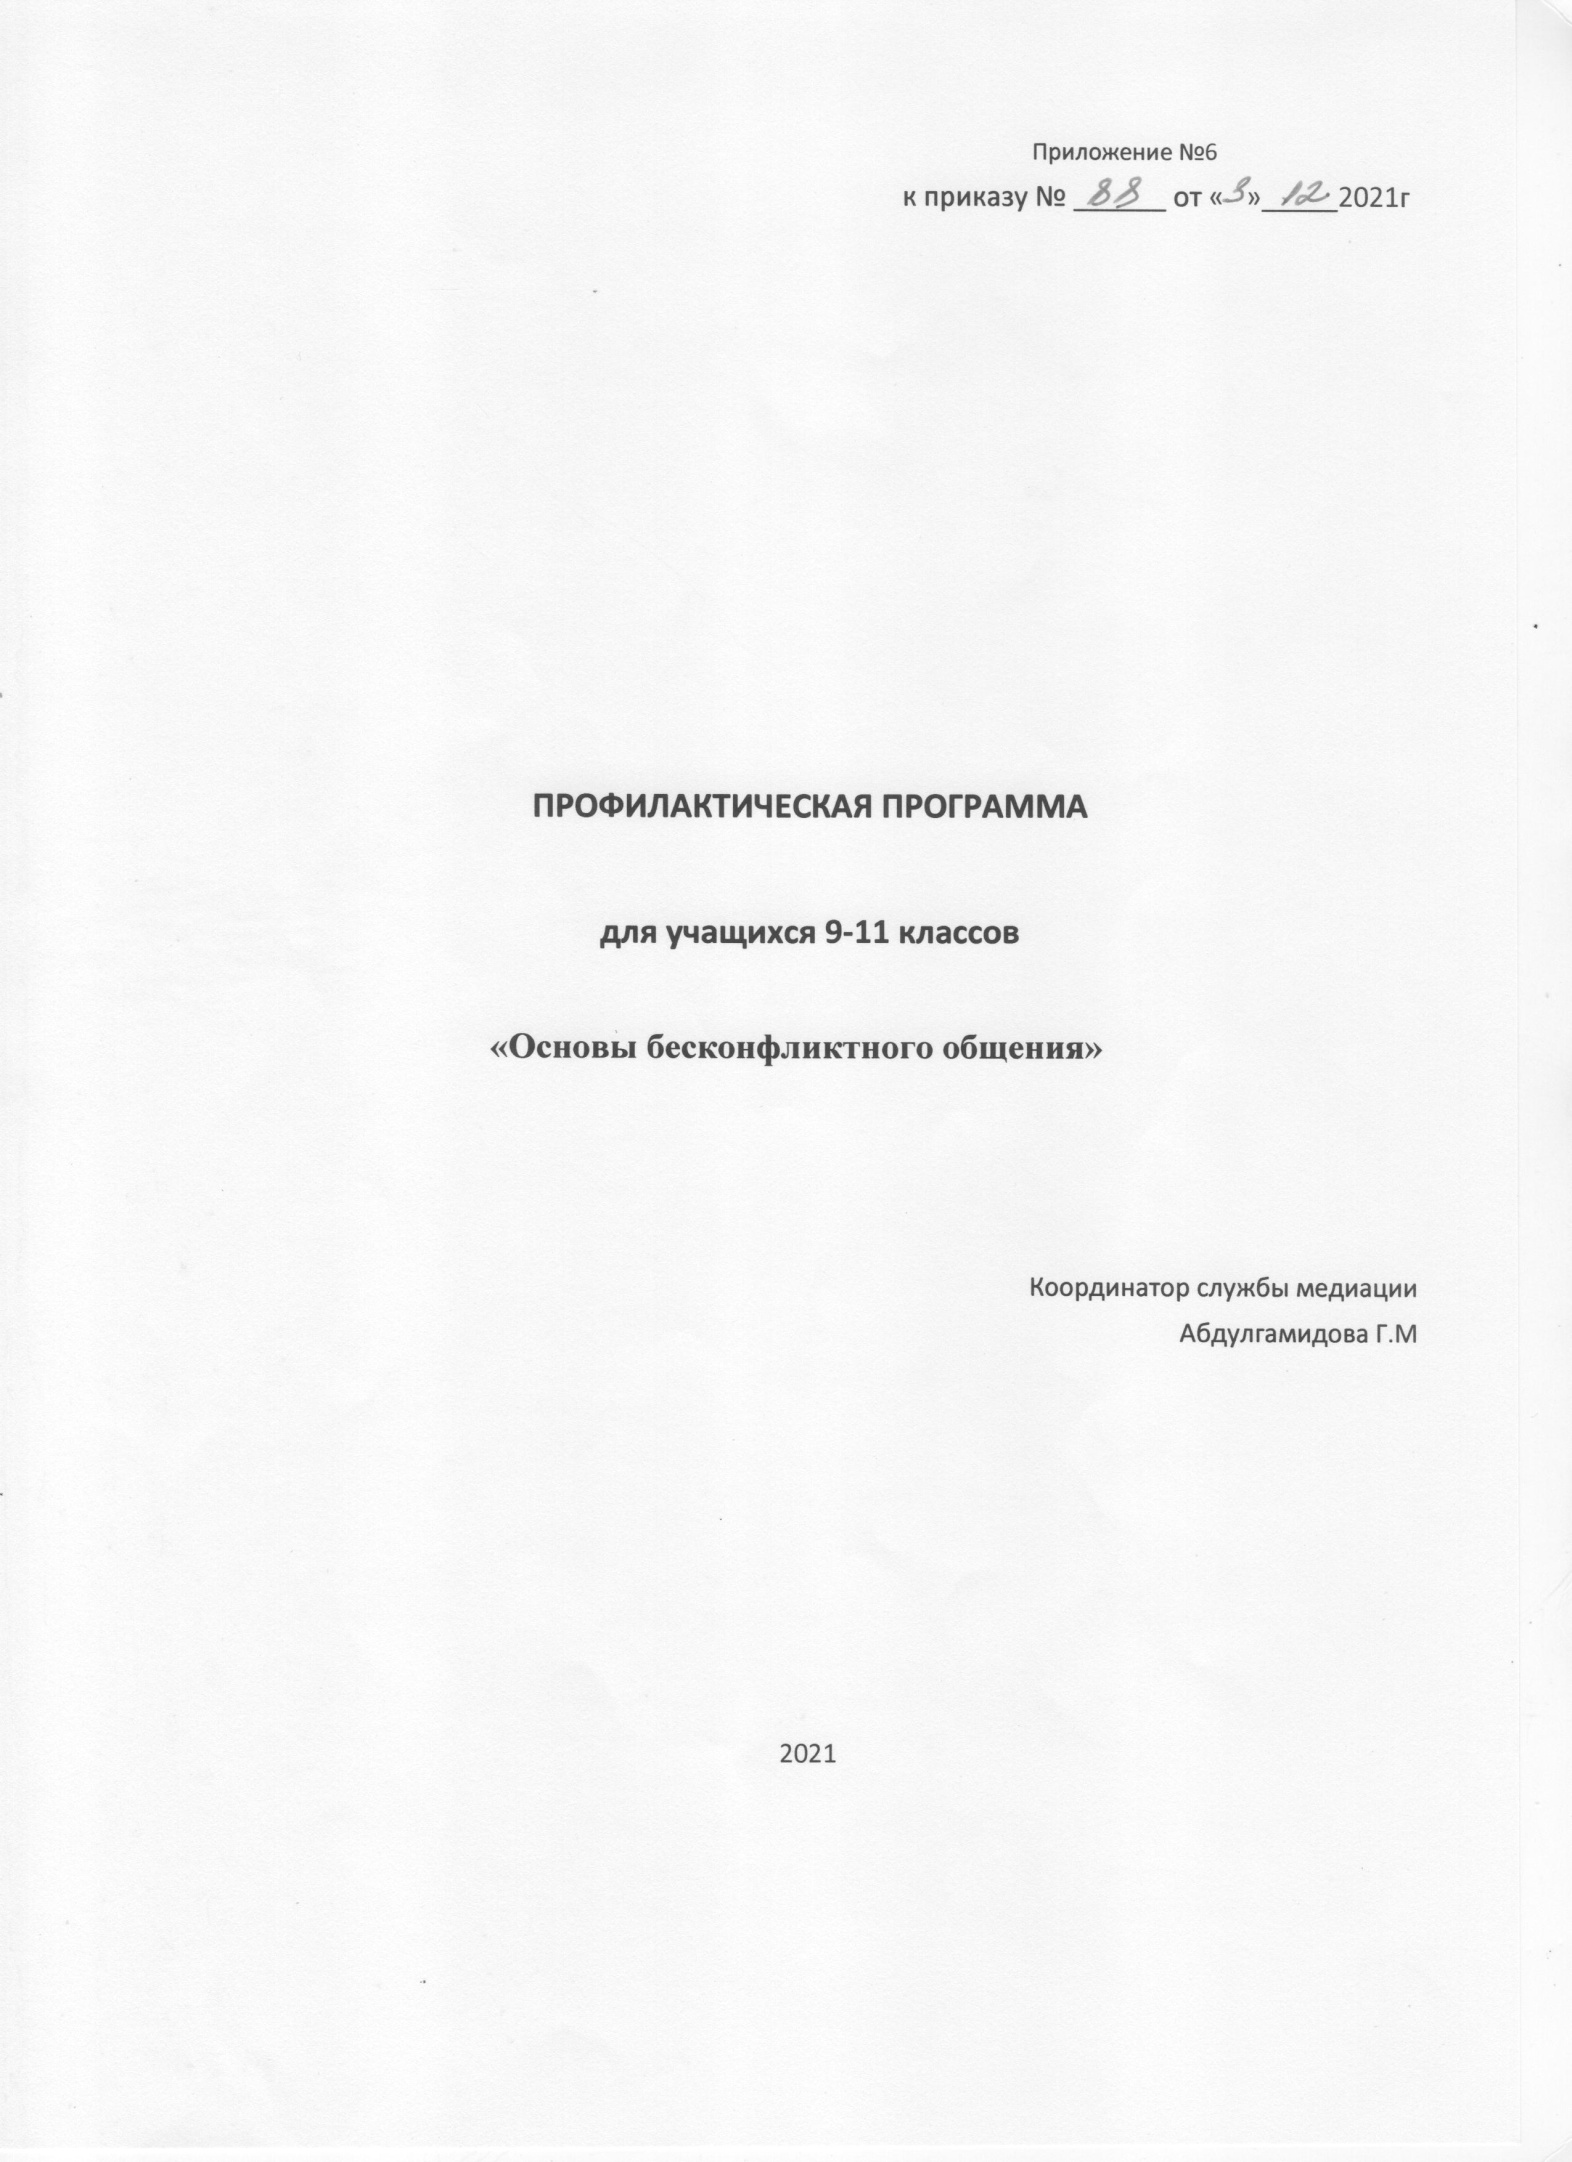 Приложение №6
к приказу № 88 от «3» 12 2021г
ПРОФИЛАКТИЧЕСКАЯ ПРОГРАММА
для учащихся 9-11 классов
«Основы бесконфликтного общения»
Координатор службы медиации
Абдулгамидова Г.М
2021